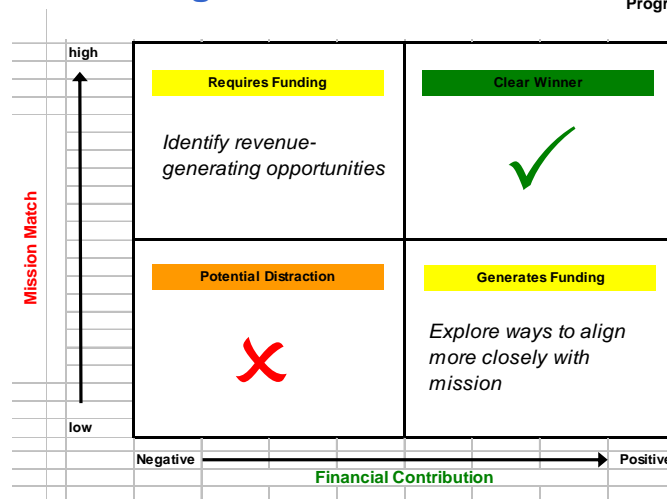 Progr
high
Requires Funding
Clear Winner
Identify revenue-
generating opportunities
Mission Match
Potential Distraction
Generates Funding
Explore ways to align
more closely with
mission
low
Negative
Positive
Financial Contribution